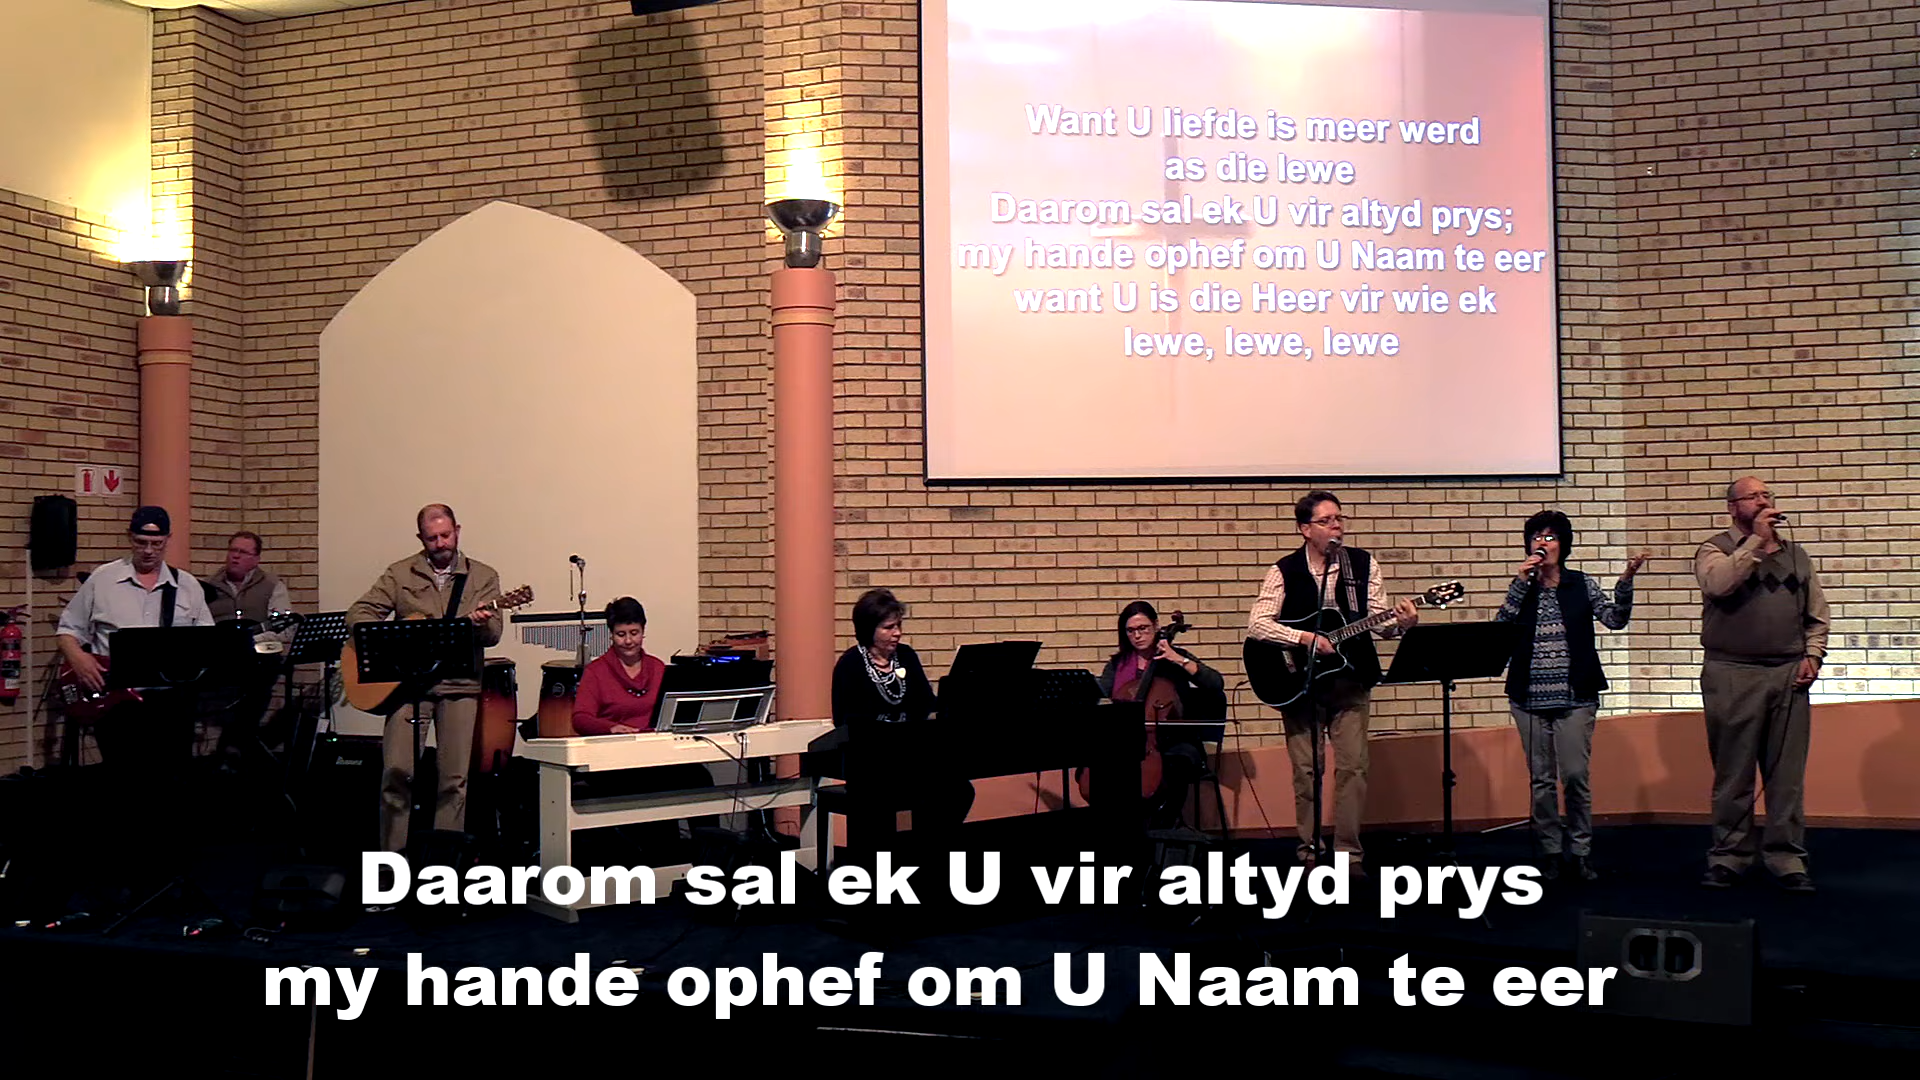 Want U liefde is meer werd
as die lewe
Daarom sal ek U vir altyd prys;
my hande ophef om U Naam te eer
want U is die Heer vir wie ek
lewe, lewe, lewe
Daarom sal ek U vir altyd prys
my hande ophef om U Naam te eer